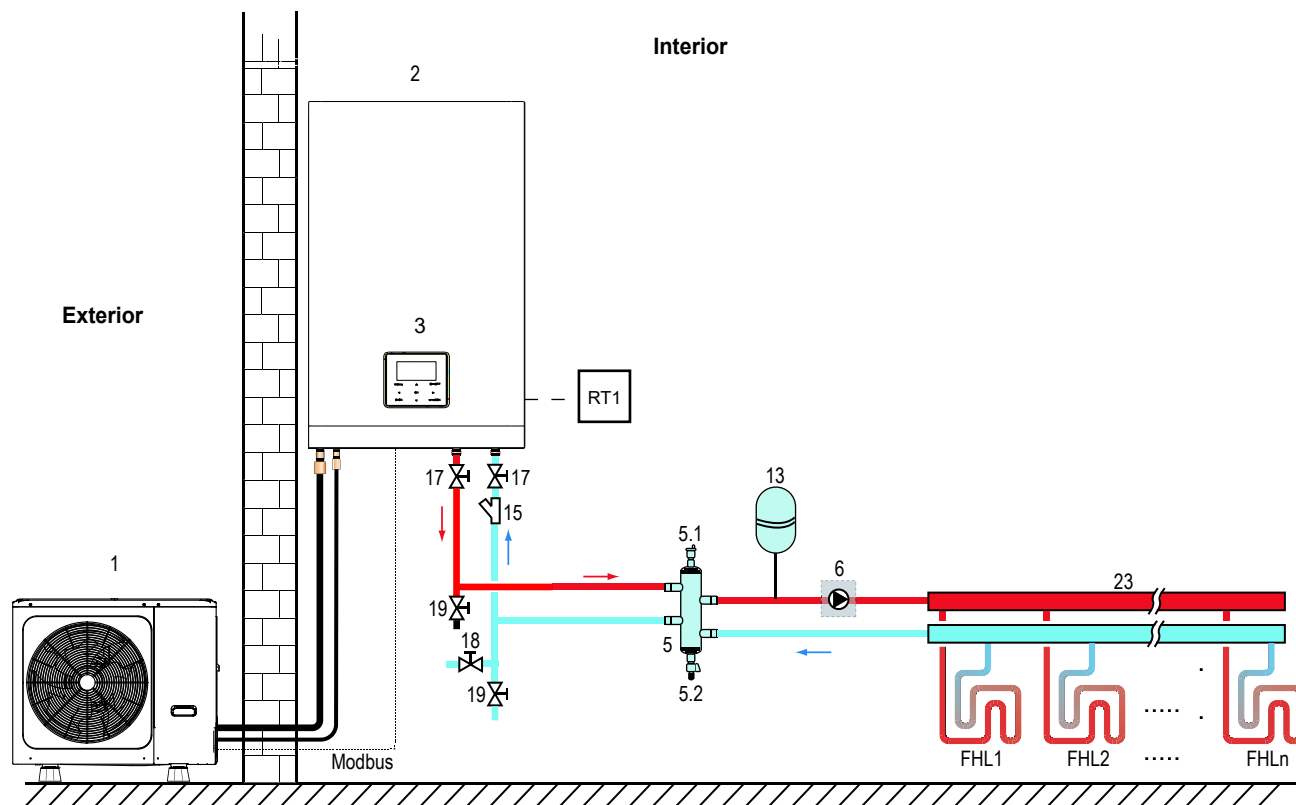 Interior
2
Exterior
3
RT1
17
17
15
13
5.1
6
23
1
19
18
5
19
5.2
Modbus
FHL1
FHL2
.....
.....
FHLn